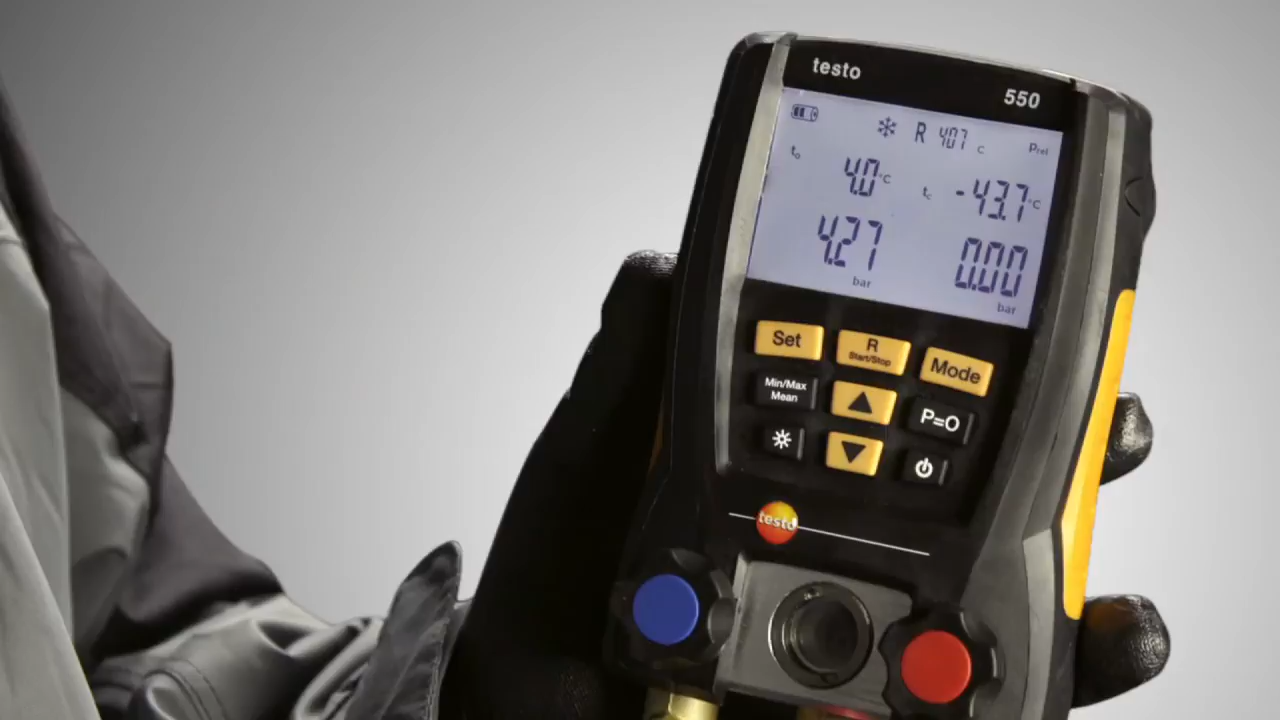 testo
550
R 407 C
Prel
to
4.0 °C
tc
-43.7 °C
4.27
0.00
bar
bar
Set
R
Start/Stop
Mode
Min/Max
Mean
P=O
testo